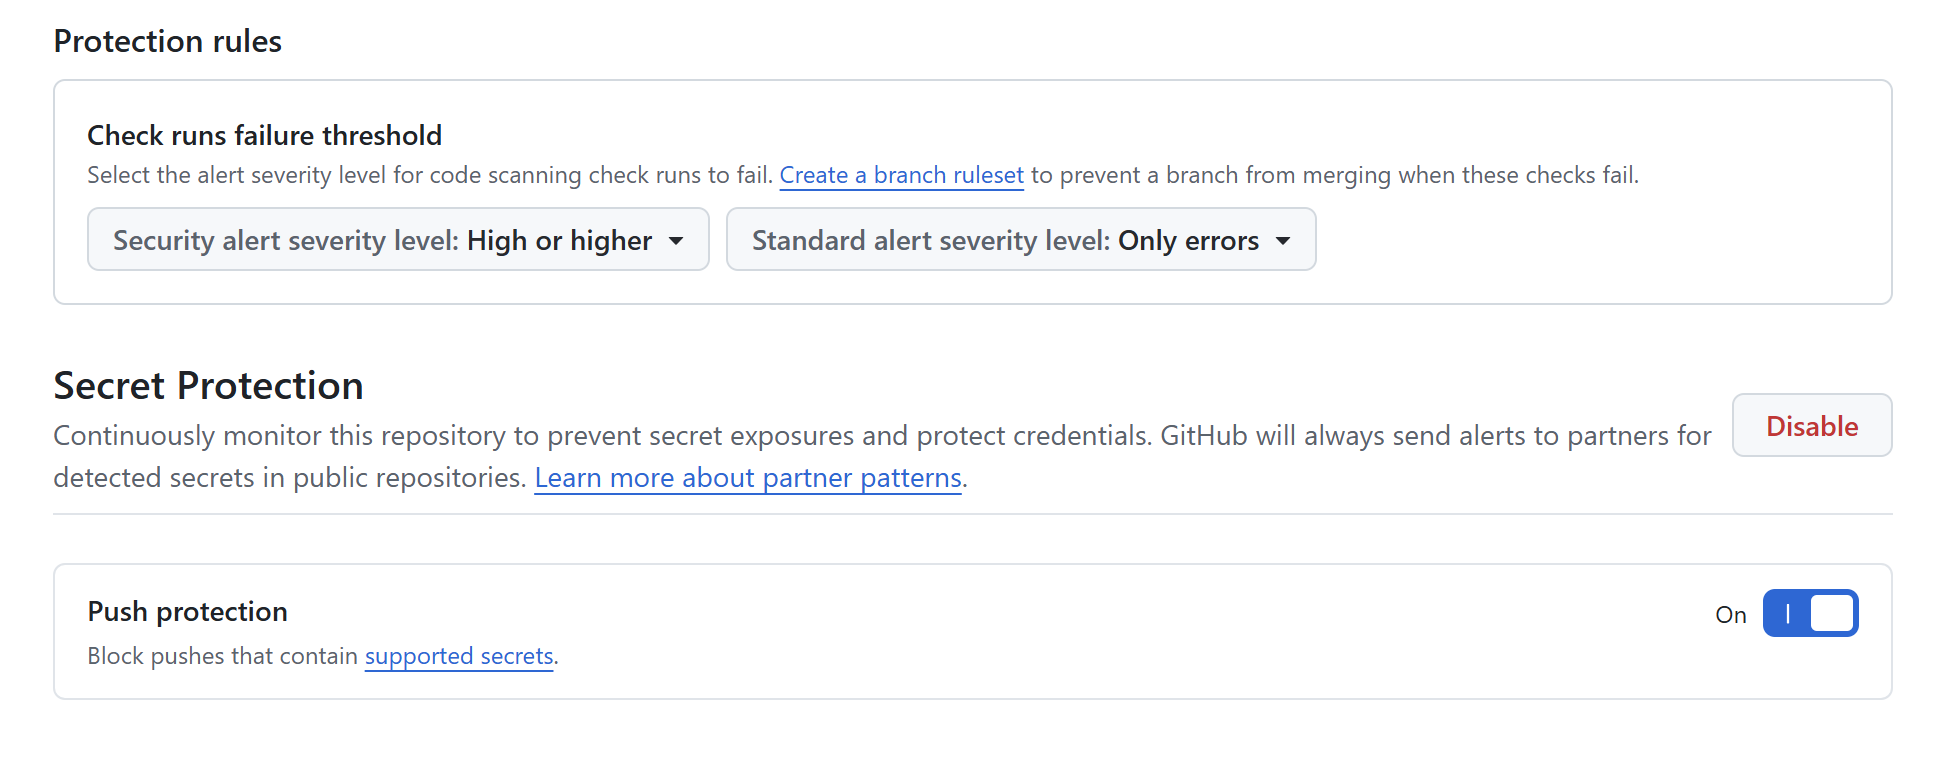 Protection rules
Check runs failure threshold
Select the alert severity level for code scanning check runs to fail. Create a branch ruleset to prevent a branch from merging when these checks fail.
Security alert severity level: High or higher
Standard alert severity level: Only errors
Secret Protection
Continuously monitor this repository to prevent secret exposures and protect credentials. GitHub will always send alerts to partners for
detected secrets in public repositories. Learn more about partner patterns.
Disable
Push protection
Block pushes that contain supported secrets.
On